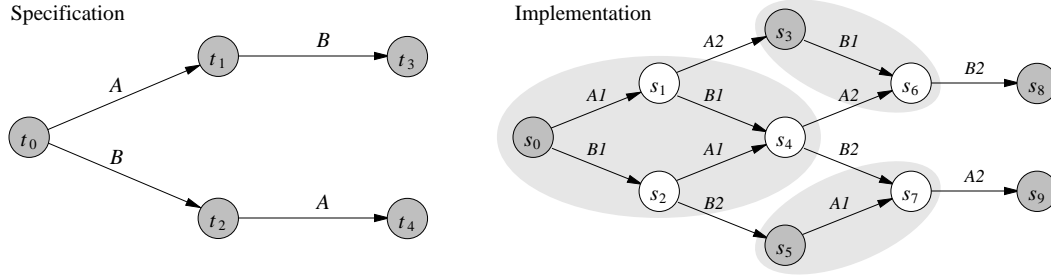 Specification
Implementation
A
B
B
A
t0
t1
t2
t3
t4
A1
B1
A2
B1
A1
B2
B1
A2
B2
A1
B2
A2
s0
s1
s2
s3
s4
s5
s6
s7
s8
s9